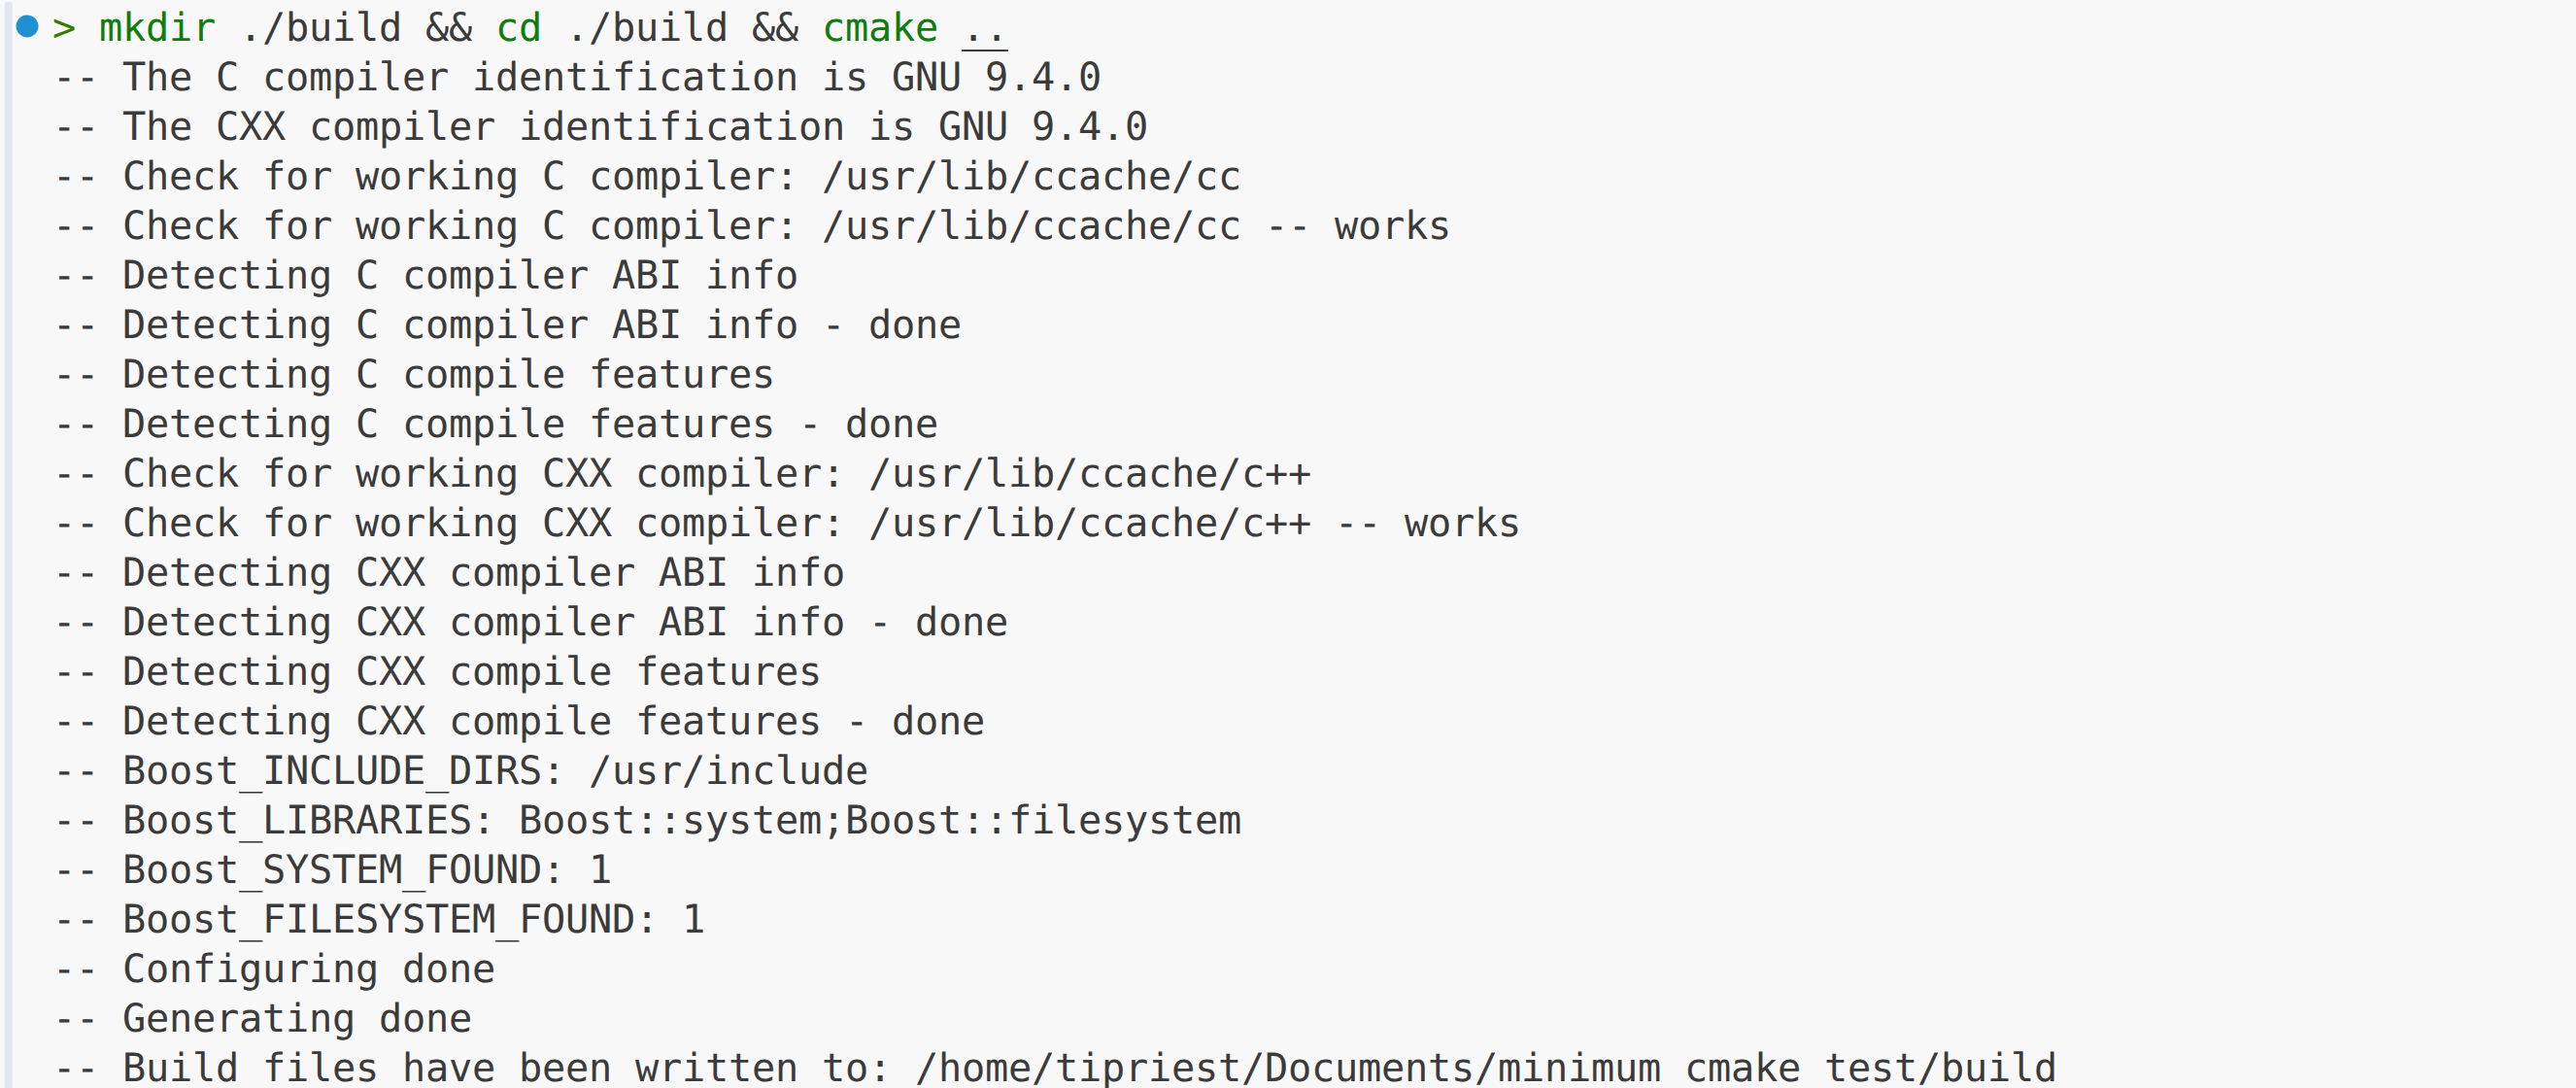 > mkdir ./build && cd ./build && cmake ..
-- The C compiler identification is GNU 9.4.0
-- The CXX compiler identification is GNU 9.4.0
-- Check for working C compiler: /usr/lib/ccache/cc
-- Check for working C compiler: /usr/lib/ccache/cc -- works
-- Detecting C compiler ABI info
-- Detecting C compiler ABI info - done
-- Detecting C compile features
-- Detecting C compile features - done
-- Check for working CXX compiler: /usr/lib/ccache/c++
-- Check for working CXX compiler: /usr/lib/ccache/c++ -- works
-- Detecting CXX compiler ABI info
-- Detecting CXX compiler ABI info - done
-- Detecting CXX compile features
-- Detecting CXX compile features - done
-- Boost_INCLUDE_DIRS: /usr/include
-- Boost_LIBRARIES: Boost::system;Boost::filesystem
-- Boost_SYSTEM_FOUND: 1
-- Boost_FILESYSTEM_FOUND: 1
-- Configuring done
-- Generating done
-- Build files have been written to: /home/tipriest/Documents/minimum cmake test/build